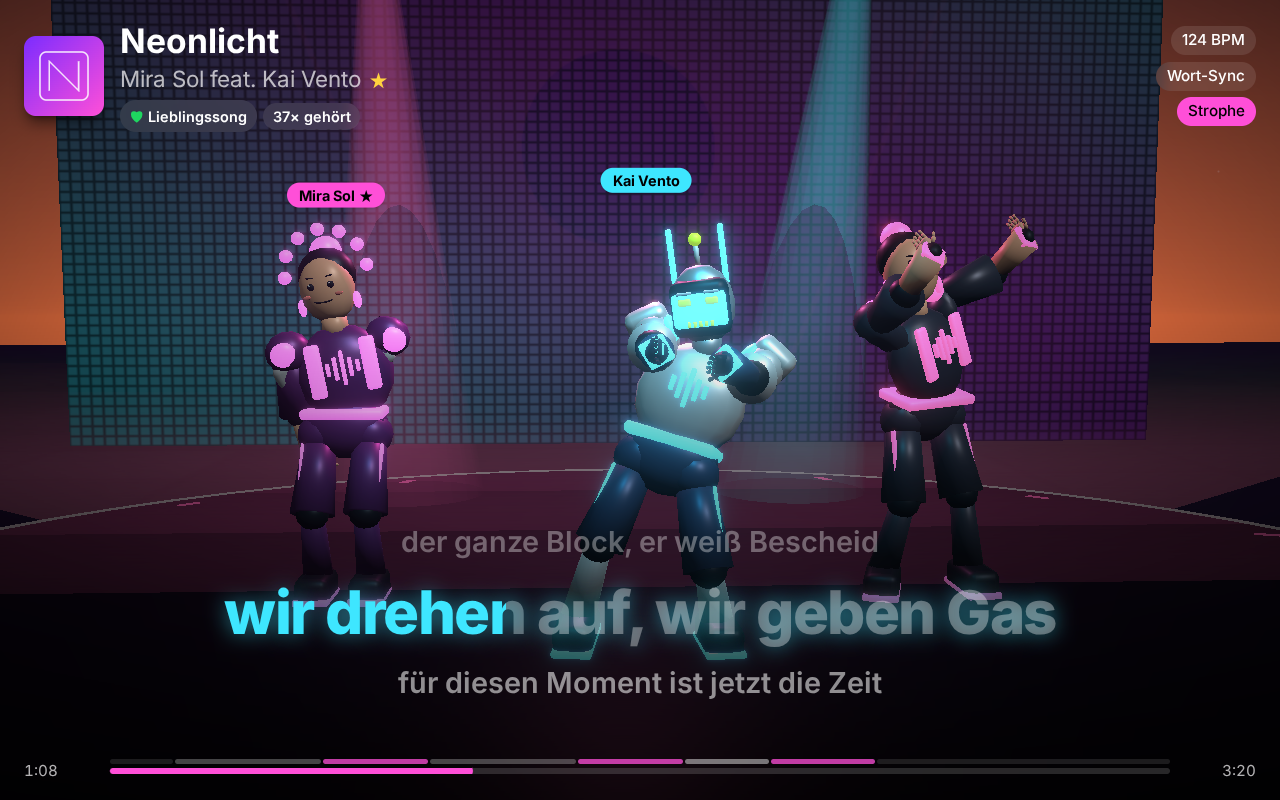 Neonlicht
Mira Sol feat. Kai Vento ★
Lieblingssong
37× gehört
124 BPM
Wort-Sync
Strophe
N
Mira Sol ★
Kai Vento
der ganze Block, er weiß Bescheid
wir drehen auf, wir geben Gas
für diesen Moment ist jetzt die Zeit
1:08
3:20